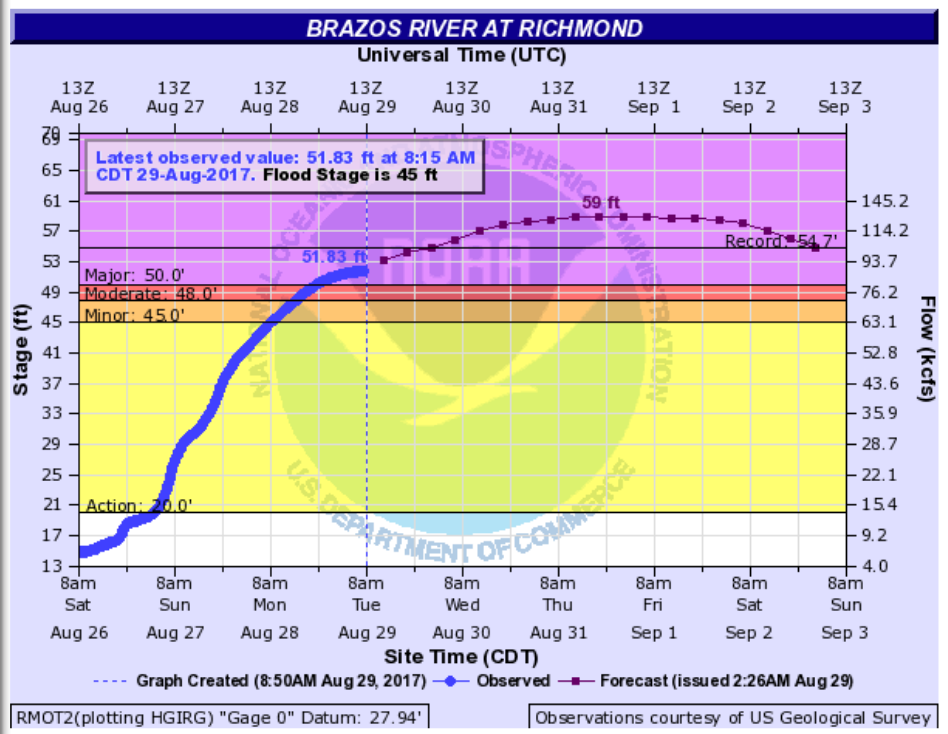 BRAZOS RIVER AT RICHMOND
Universal Time (UTC)
13Z 13Z 13Z 13Z 13Z 13Z 13Z 13Z 13Z
Aug 26 Aug 27 Aug 28 Aug 29 Aug 30 Aug 31 Sep 1 Sep 2 Sep 3
70
69
Latest observed value: 51.83 ft at 8:15 AM
CDT 29-Aug-2017. Flood Stage is 45 ft
65
61 59 ft 145.2
57 114.2
Record: 54.7'
51.83 ft
53 93.7
Major: 50.0'
49 76.2
Moderate: 48.0'
Minor: 45.0'
45 63.1
41 52.8
37 43.6
33 35.9
29 28.7
25 22.1
21 15.4
Action: 20.0'
17 9.2
13 4.0
Stage (ft)
Flow (kcfs)
NATIONAL OCEANIC AND ATMOSPHERIC ADMINISTRATION
NOAA
U.S. DEPARTMENT OF COMMERCE
8am 8am 8am 8am 8am 8am 8am 8am 8am
Sat Sun Mon Tue Wed Thu Fri Sat Sun
Aug 26 Aug 27 Aug 28 Aug 29 Aug 30 Aug 31 Sep 1 Sep 2 Sep 3
Site Time (CDT)
Graph Created (8:50AM Aug 29, 2017) Observed Forecast (issued 2:26AM Aug 29)
RMOT2(plotting HGIRG) "Gage 0" Datum: 27.94'
Observations courtesy of US Geological Survey